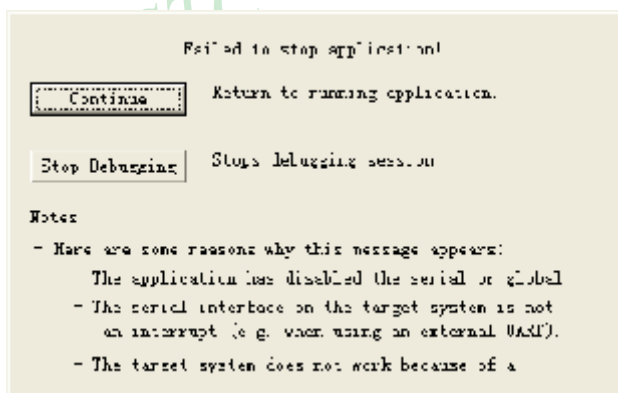 Failed to stop application!
Continue
Return to running application.
Stop Debugging
Stops debugging session
Notes
- Here are some reasons why this message appears:
The application has disabled the serial or global
- The serial interface on the target system is not
an interrupt (e.g. when using an external UART).
- The target system does not work because of a